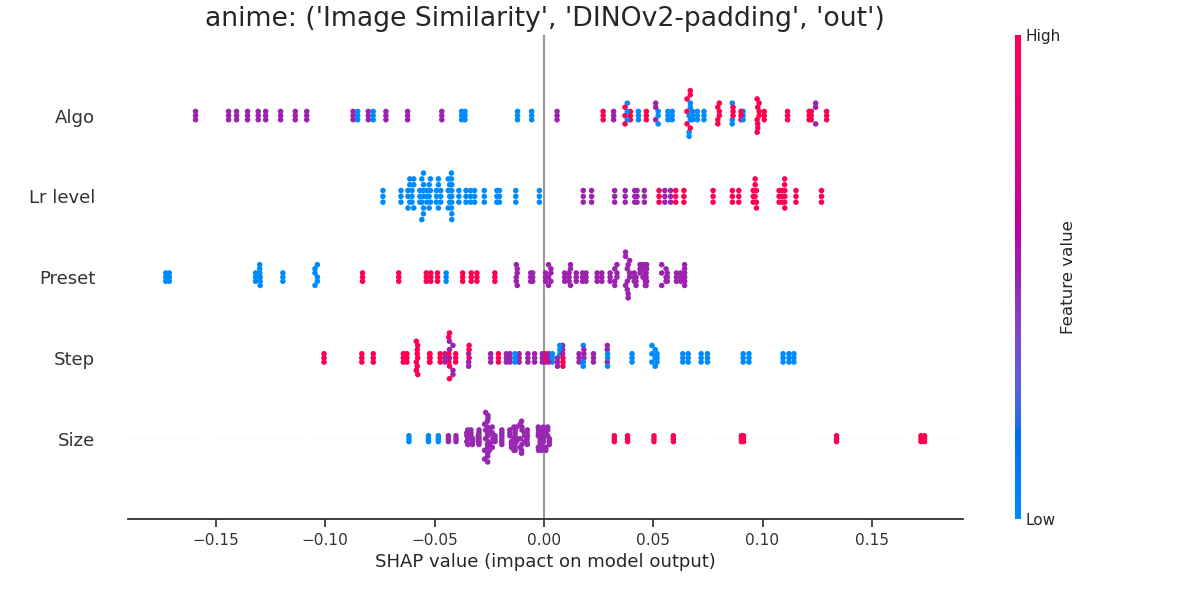 anime: ('Image Similarity', 'DINOv2-padding', 'out')
High
Algo
Lr level
Preset
Step
Size
Feature value
Low
−0.15 −0.10 −0.05 0.00 0.05 0.10 0.15
SHAP value (impact on model output)